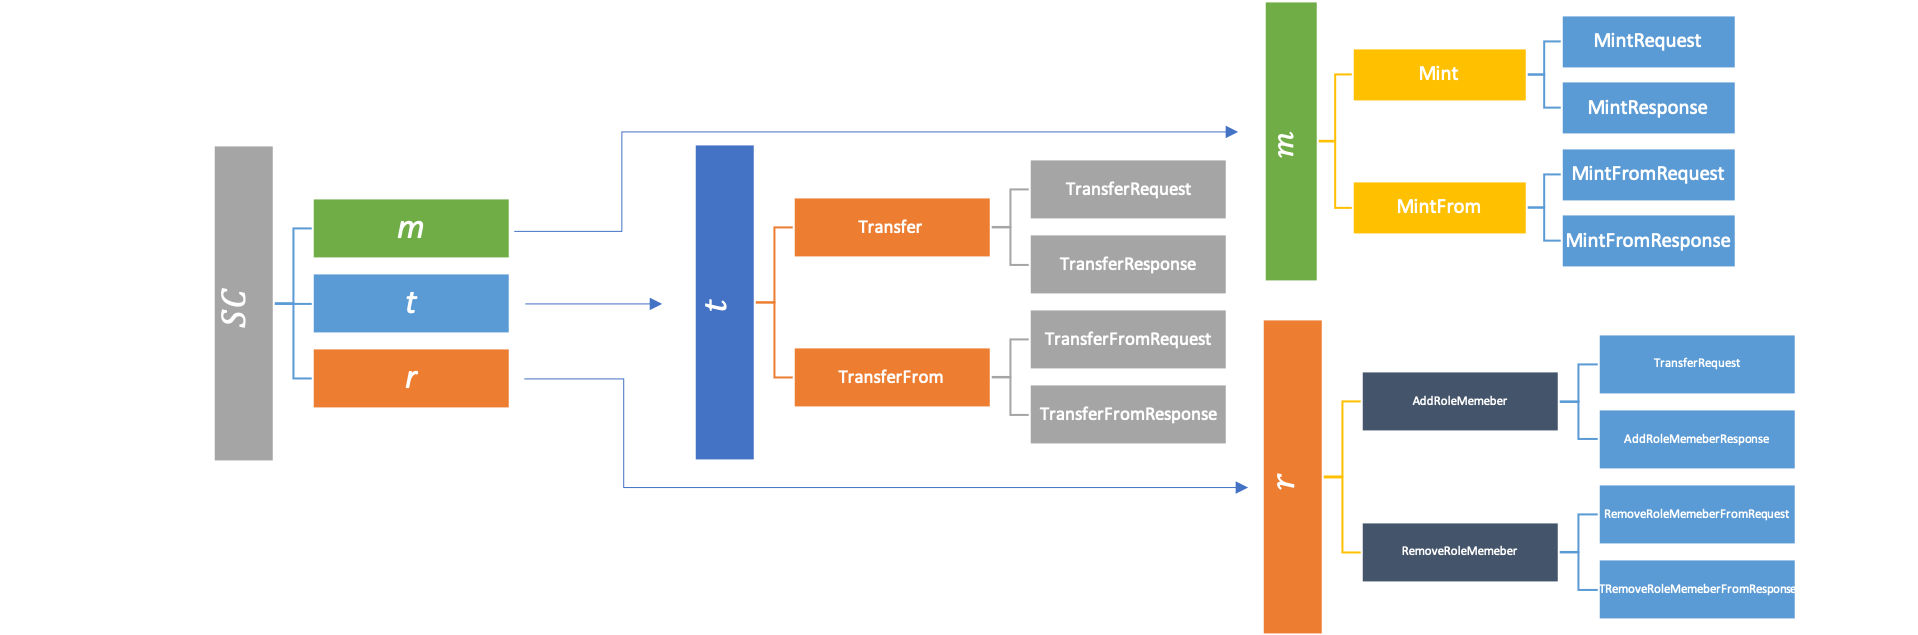 SC
m
t
r
t
Transfer
TransferRequest
TransferResponse
TransferFrom
TransferFromRequest
TransferFromResponse
m
Mint
MintRequest
MintResponse
MintFrom
MintFromRequest
MintFromResponse
r
AddRoleMemeber
TransferRequest
AddRoleMemeberResponse
RemoveRoleMemeber
RemoveRoleMemeberFromRequest
TRemoveRoleMemeberFromResponse